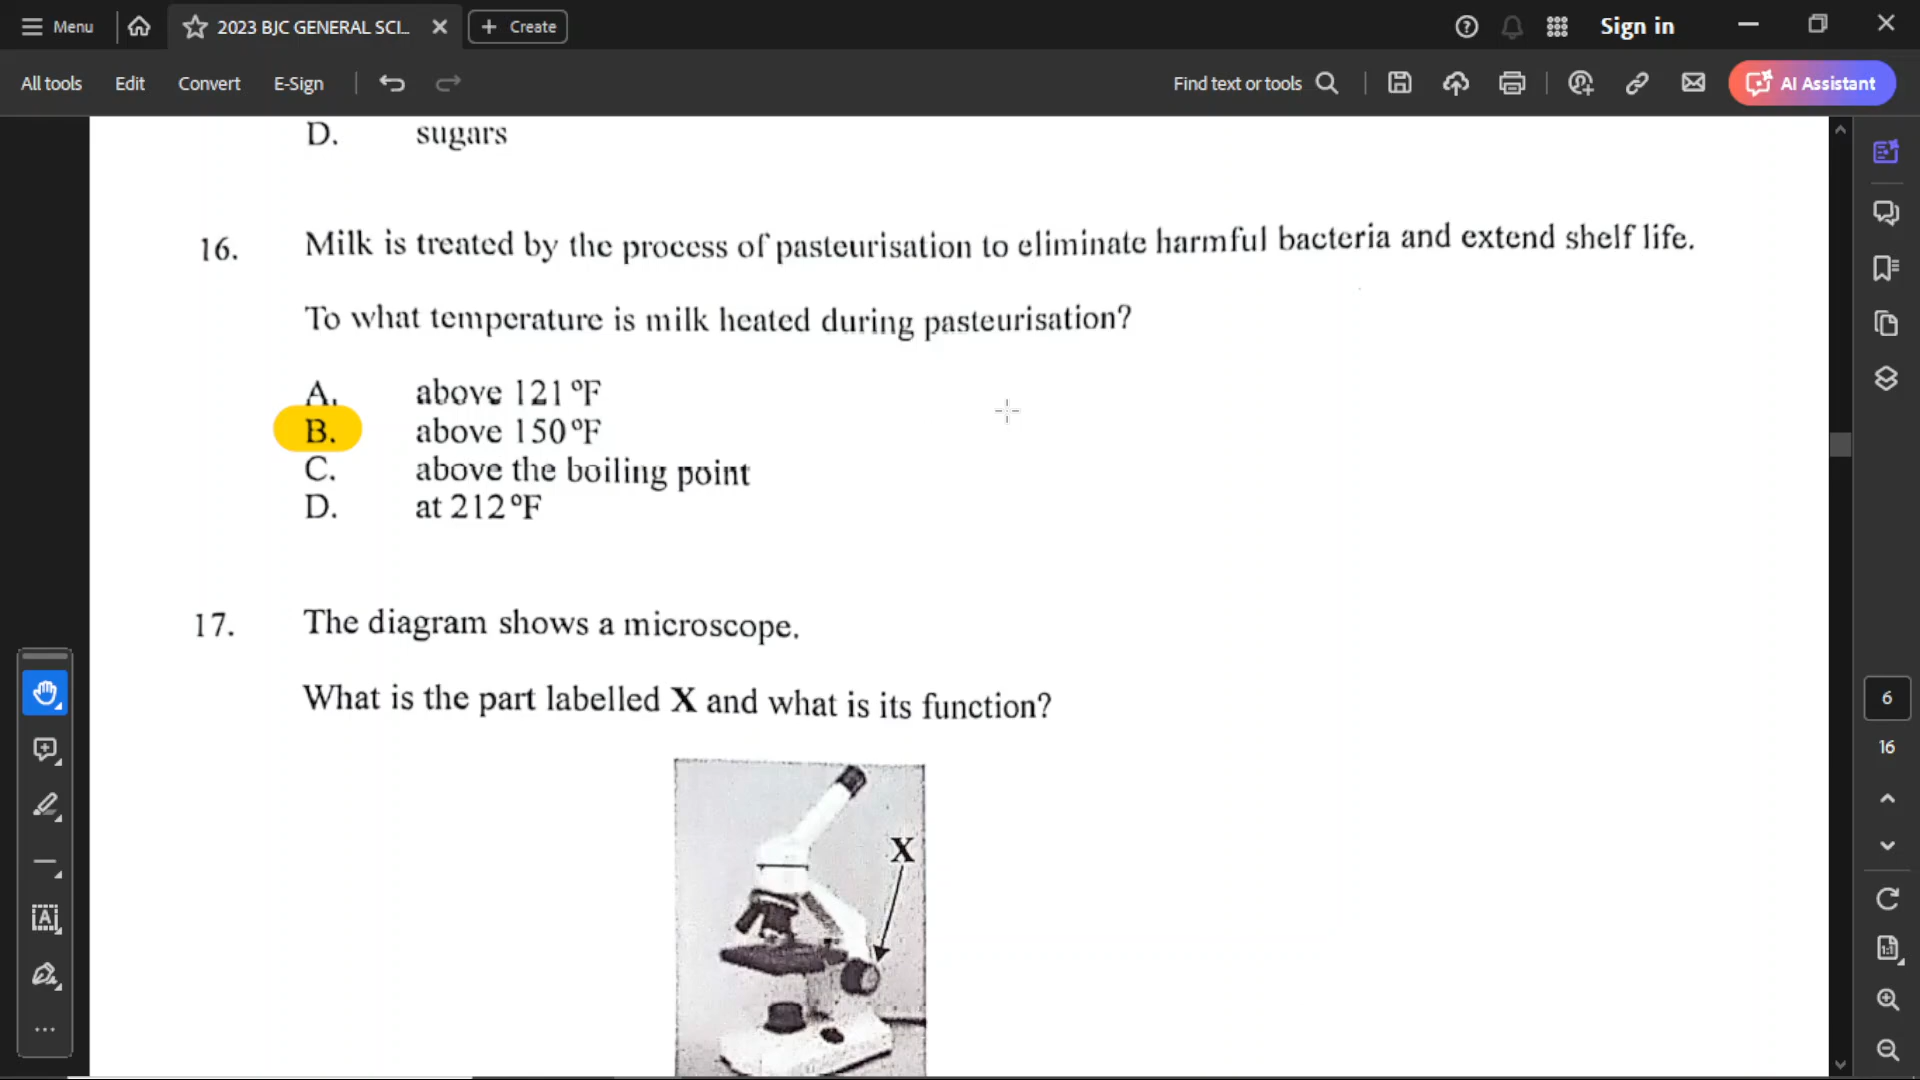 Menu
2023 BJC GENERAL SCI...
Create
Sign in
All tools
Edit
Convert
E-Sign
Find text or tools
AI Assistant
D. sugars
16. Milk is treated by the process of pasteurisation to eliminate harmful bacteria and extend shelf life.
To what temperature is milk heated during pasteurisation?
A. above 121ºF
B. above 150ºF
C. above the boiling point
D. at 212ºF
17. The diagram shows a microscope.
What is the part labelled X and what is its function?
X
6
16